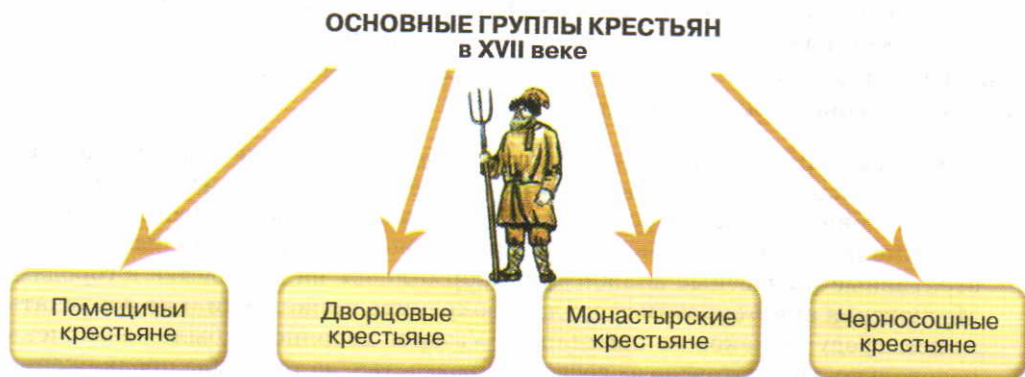 ОСНОВНЫЕ ГРУППЫ КРЕСТЬЯН
в XVII веке
Помещичьи
крестьяне
Дворцовые
крестьяне
Монастырские
крестьяне
Черносошные
крестьяне